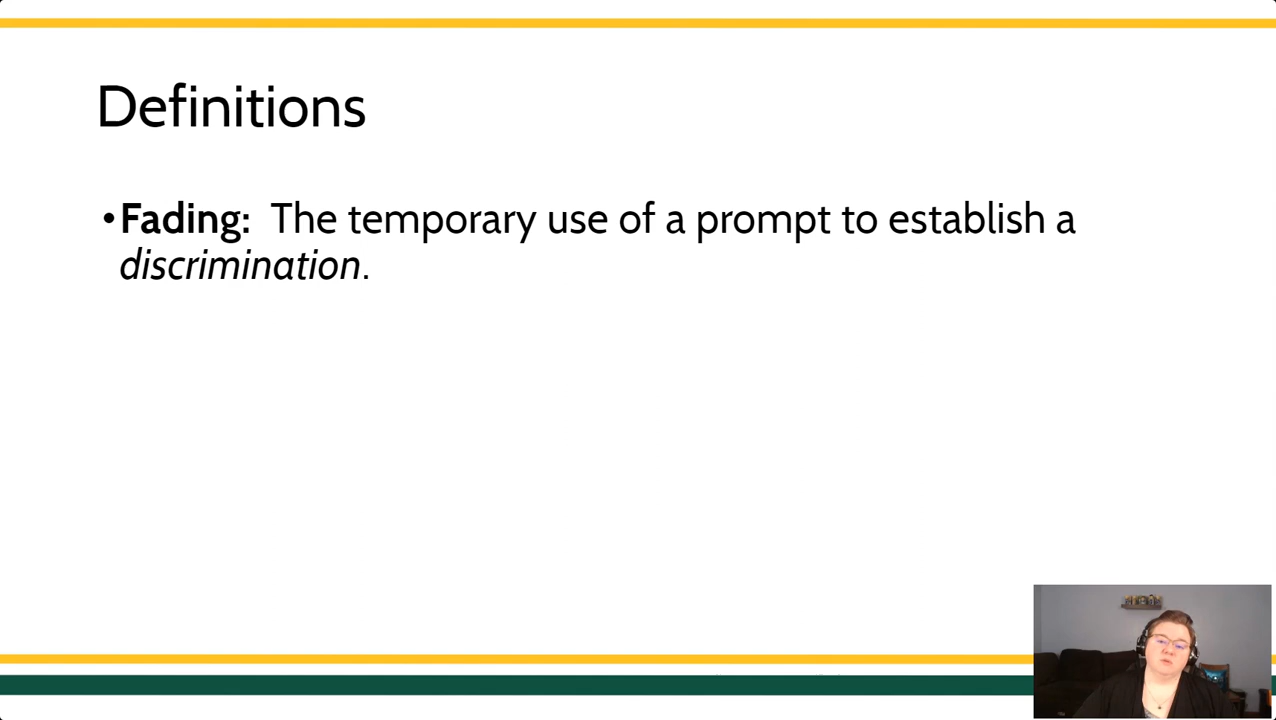 Definitions
•Fading:  The temporary use of a prompt to establish a
discrimination.